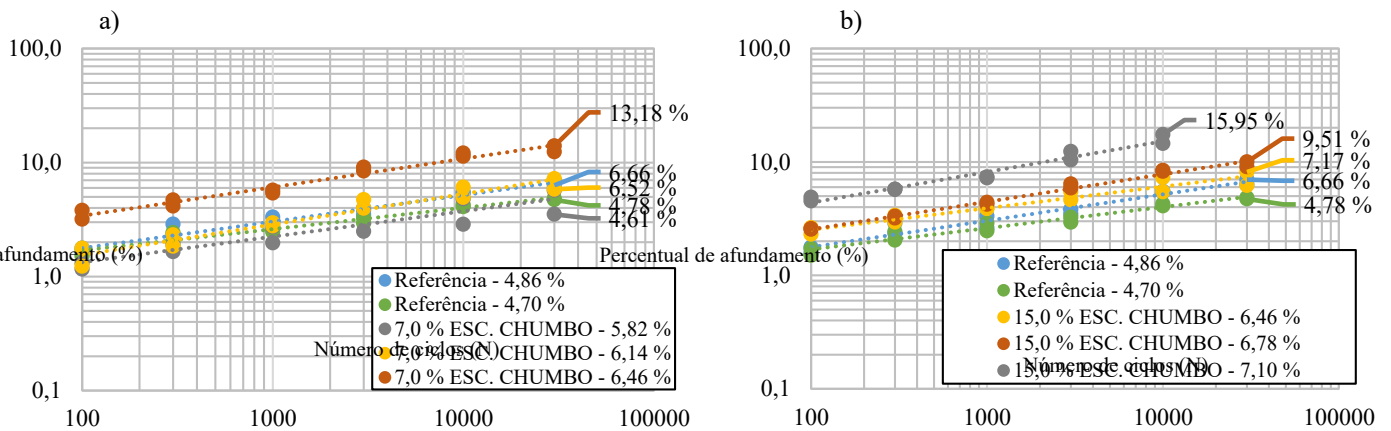 a)
100,0
10,0
1,0
0,1
13,18 %
6,66 %
6,52 %
4,78 %
4,61 %
afundamento (%)
Referência - 4,86 %
Referência - 4,70 %
7,0 % ESC. CHUMBO - 5,82 %
7,0 % ESC. CHUMBO - 6,14 %
7,0 % ESC. CHUMBO - 6,46 %
Número de ciclos (N)
100
1000
10000
100000
b)
100,0
10,0
1,0
0,1
15,95 %
9,51 %
7,17 %
6,66 %
4,78 %
Percentual de afundamento (%)
Referência - 4,86 %
Referência - 4,70 %
15,0 % ESC. CHUMBO - 6,46 %
15,0 % ESC. CHUMBO - 6,78 %
15,0 % ESC. CHUMBO - 7,10 %
Número de ciclos (N)
100
1000
10000
100000